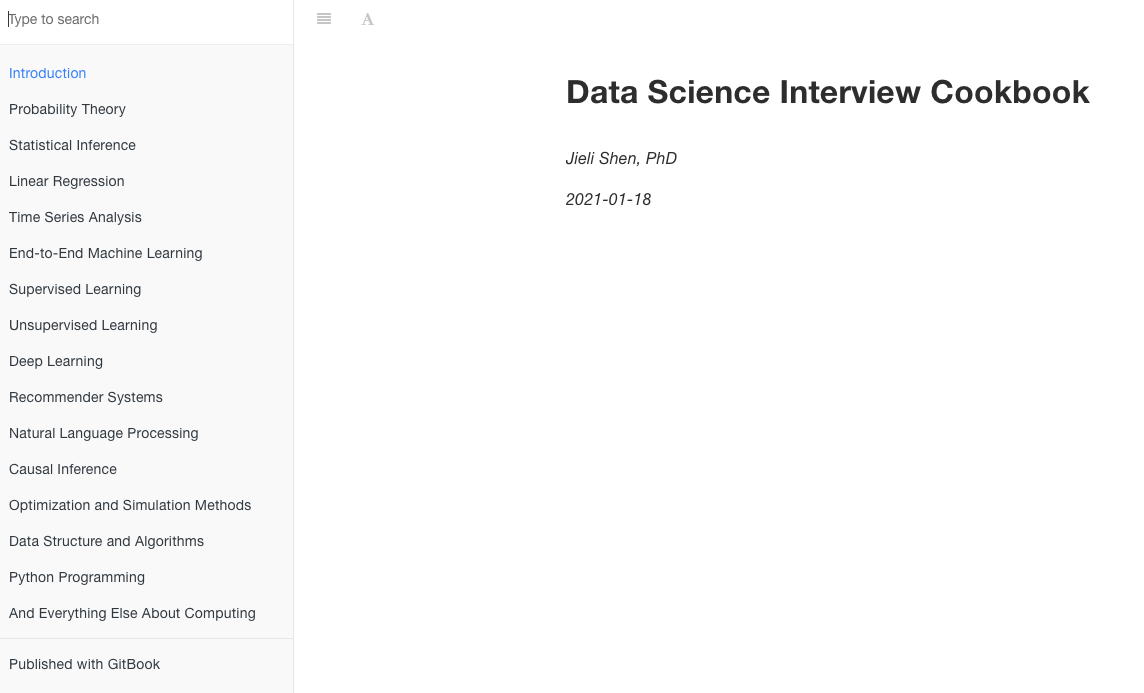 Type to search
Introduction
Probability Theory
Statistical Inference
Linear Regression
Time Series Analysis
End-to-End Machine Learning
Supervised Learning
Unsupervised Learning
Deep Learning
Recommender Systems
Natural Language Processing
Causal Inference
Optimization and Simulation Methods
Data Structure and Algorithms
Python Programming
And Everything Else About Computing
Published with GitBook
A
Data Science Interview Cookbook
Jieli Shen, PhD
2021-01-18